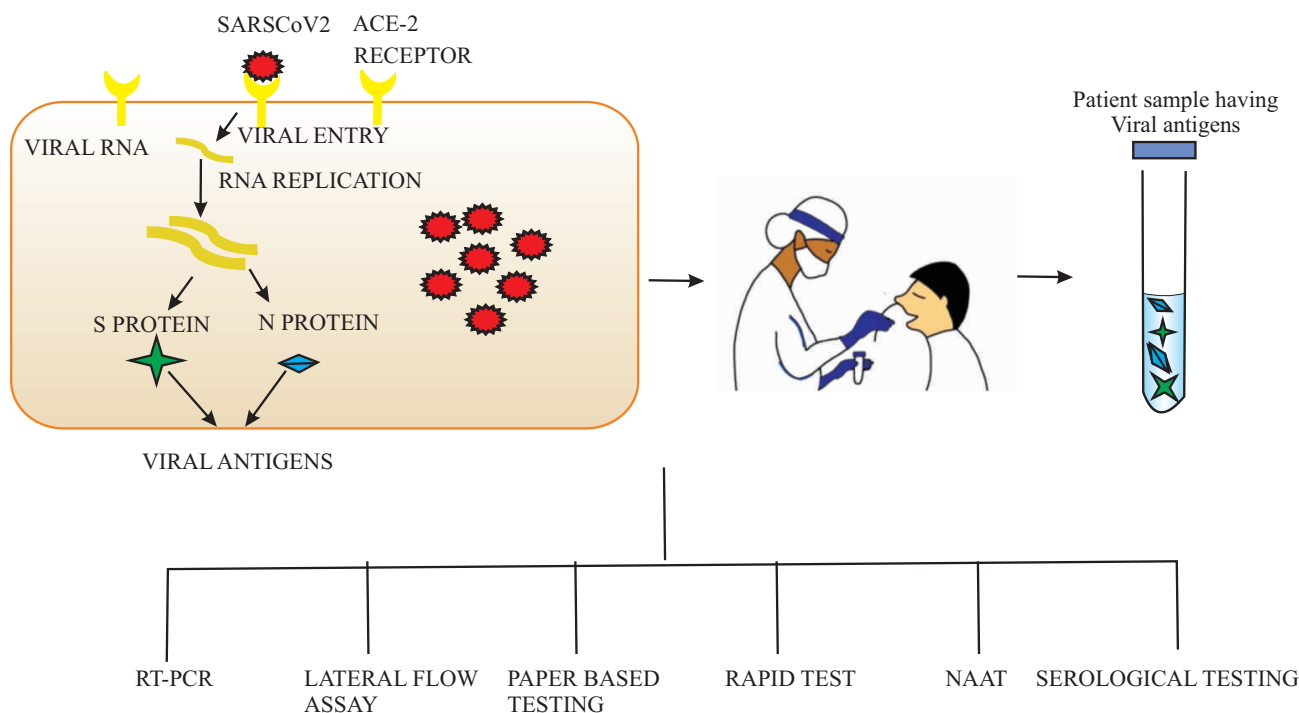 SARSCoV2
ACE-2
RECEPTOR
VIRAL RNA
VIRAL ENTRY
RNA REPLICATION
S PROTEIN
N PROTEIN
VIRAL ANTIGENS
Patient sample having
Viral antigens
RT-PCR
LATERAL FLOW
ASSAY
PAPER BASED
TESTING
RAPID TEST
NAAT
SEROLOGICAL TESTING